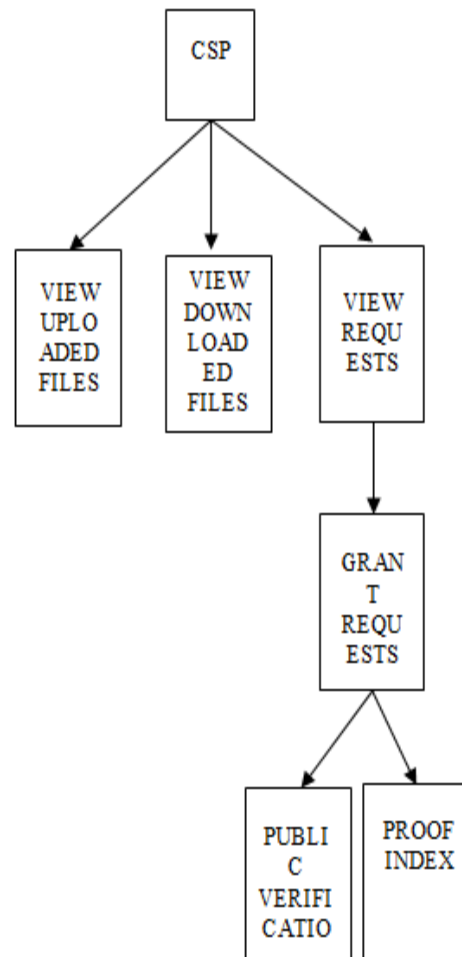 CSP
VIEW
UPLO
ADED
FILES
VIEW
DOWN
LOAD
ED
FILES
VIEW
REQU
ESTS
GRAN
T
REQU
ESTS
PUBLI
C
VERIFI
CATIO
PROOF
INDEX